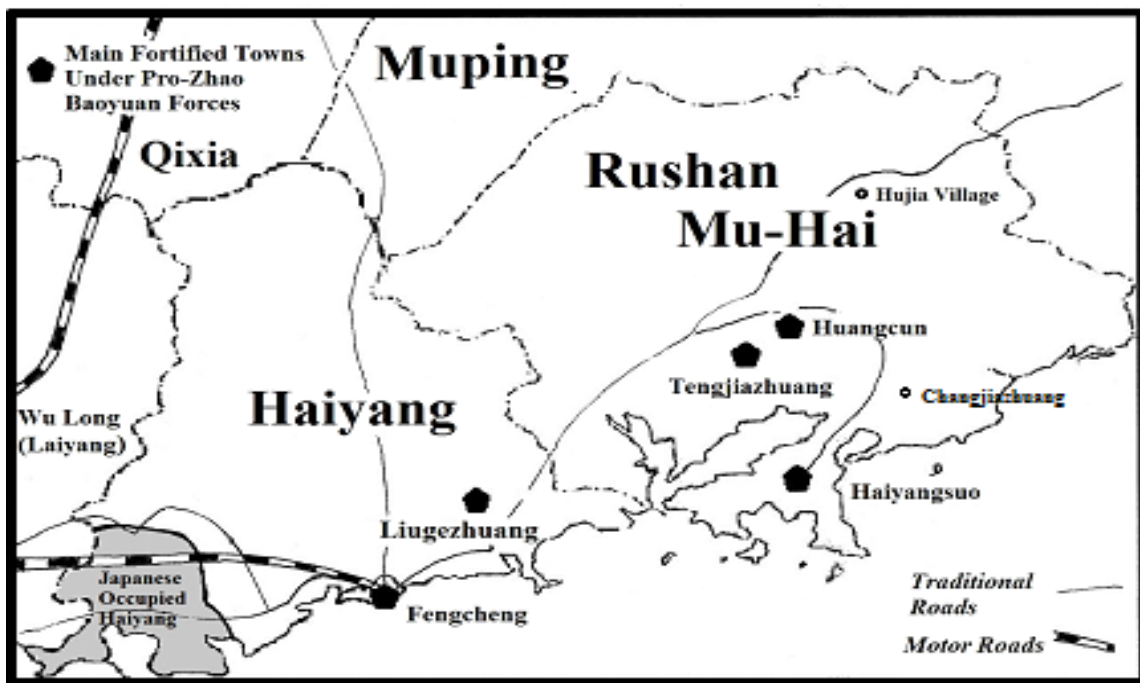 Main Fortified Towns
Under Pro-Zhao
Baoyuan Forces
Muping
Qixia
Rushan
Hujia Village
Mu-Hai
Huangcun
Tengjiazhuang
Changjiazhuang
Haiyang
Wu Long
(Laiyang)
Haiyangsuo
Liugezhuang
Japanese
Occupied
Haiyang
Fengcheng
Traditional
Roads
Motor Roads